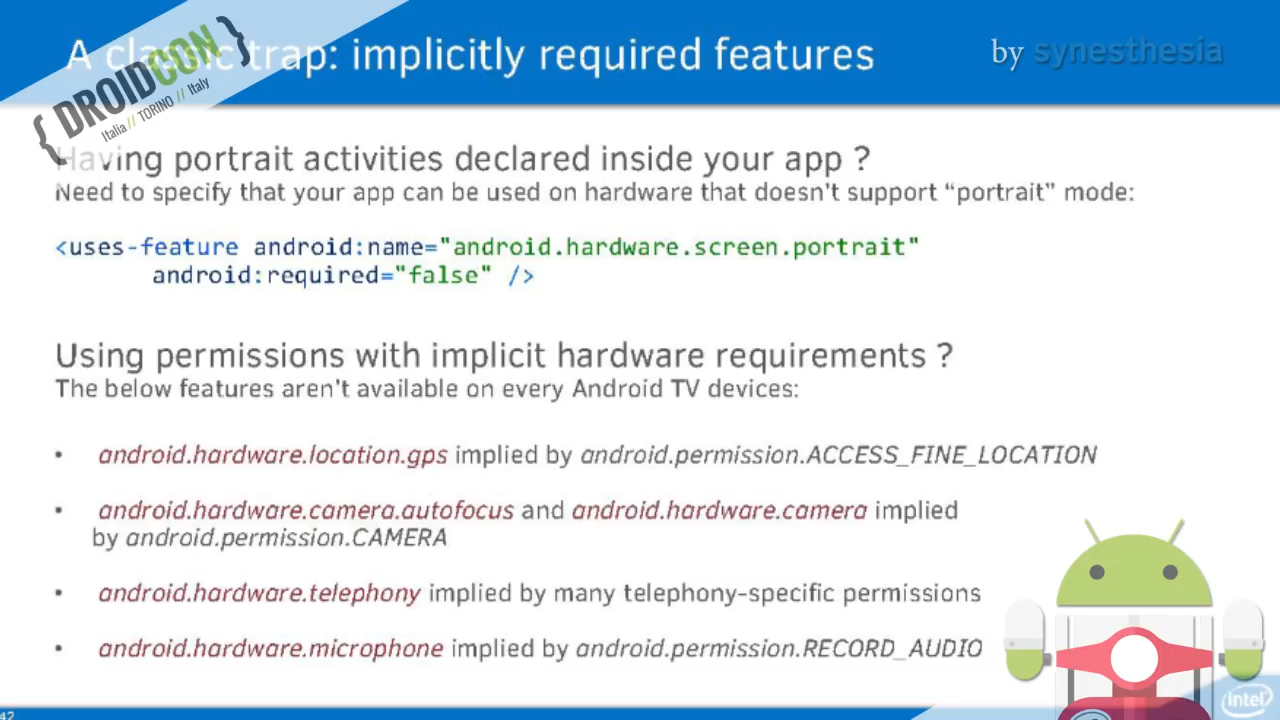 A classic trap: implicitly required features
by synesthesia
{ DROIDCON }
Italia // TORINO // Italy
Having portrait activities declared inside your app ?
Need to specify that your app can be used on hardware that doesn't support “portrait” mode:
<uses-feature android:name="android.hardware.screen.portrait"
android:required="false" />
Using permissions with implicit hardware requirements ?
The below features aren't available on every Android TV devices:
• android.hardware.location.gps implied by android.permission.ACCESS_FINE_LOCATION
• android.hardware.camera.autofocus and android.hardware.camera implied
by android.permission.CAMERA
• android.hardware.telephony implied by many telephony-specific permissions
• android.hardware.microphone implied by android.permission.RECORD_AUDIO
42
intel